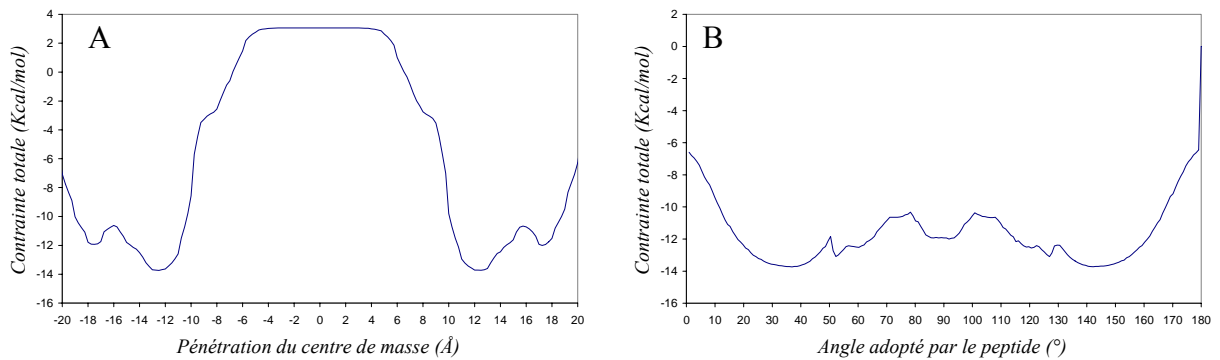 A
Contrainte totale (Kcal/mol)
4
2
0
-2
-4
-6
-8
-10
-12
-14
-16
-20 -18 -16 -14 -12 -10 -8 -6 -4 -2 0 2 4 6 8 10 12 14 16 18 20
Pénétration du centre de masse (Å)
B
Contrainte totale (Kcal/mol)
2
0
-2
-4
-6
-8
-10
-12
-14
-16
0 10 20 30 40 50 60 70 80 90 100 110 120 130 140 150 160 170 180
Angle adopté par le peptide (°)